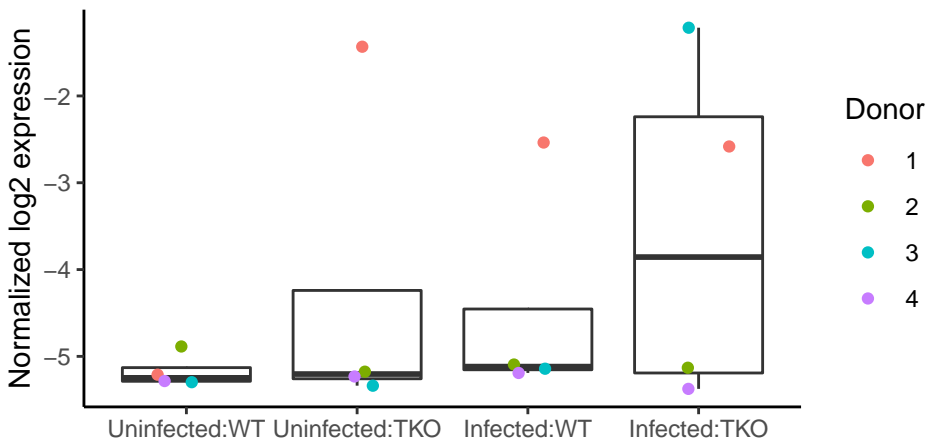 Normalized log2 expression
−2
−3
−4
−5
Uninfected:WT Uninfected:TKO Infected:WT Infected:TKO
Donor
1
2
3
4